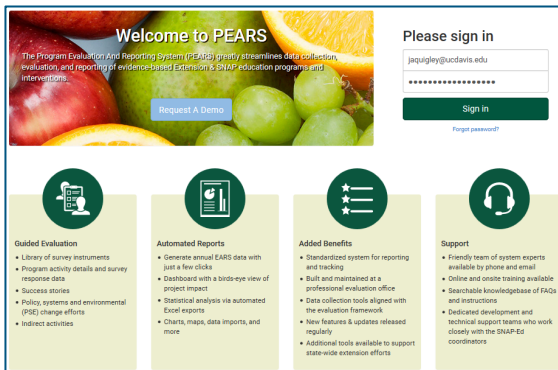 Welcome to PEARS
The Program Evaluation And Reporting System (PEARS) greatly streamlines data collection,
evaluation, and reporting of evidence-based Extension & SNAP education programs and
interventions.
Request A Demo
Please sign in
jaquigley@ucdavis.edu
••••••••••••••••••
Sign in
Forgot password?
Guided Evaluation
• Library of survey instruments
• Program activity details and survey
response data
• Success stories
• Policy, systems and environmental
(PSE) change efforts
• Indirect activities
Automated Reports
• Generate annual EARS data with
just a few clicks
• Dashboard with a birds-eye view of
project impact
• Statistical analysis via automated
Excel exports
• Charts, maps, data imports, and
more
Added Benefits
• Standardized system for reporting
and tracking
• Built and maintained at a
professional evaluation office
• Data collection tools aligned with
the evaluation framework
• New features & updates released
regularly
• Additional tools available to support
state-wide extension efforts
Support
• Friendly team of system experts
available by phone and email
• Online and onsite training available
• Searchable knowledgebase of FAQs
and instructions
• Dedicated development and
technical support teams who work
closely with the SNAP-Ed
coordinators